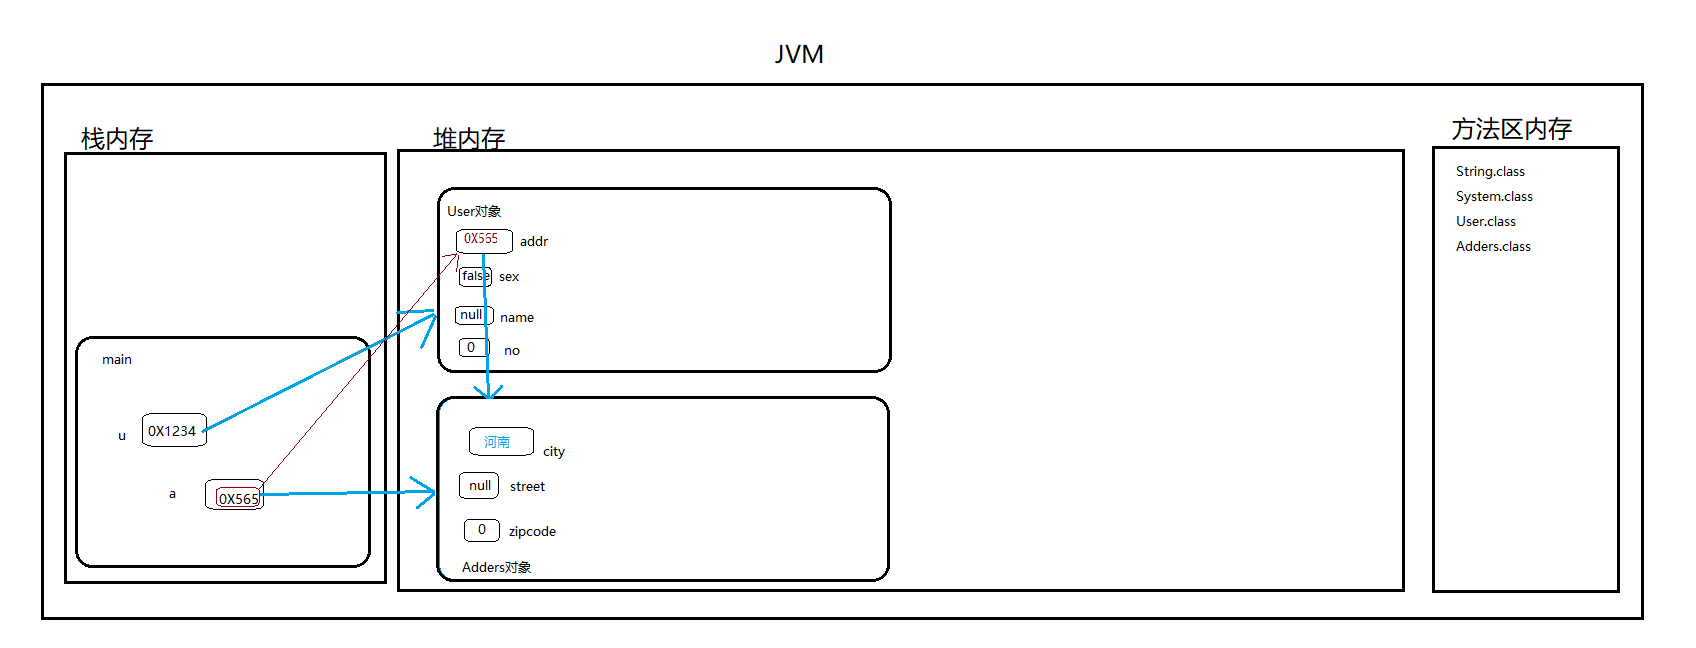 JVM
栈内存
main
u
0X1234
a
0X565
堆内存
User对象
0X565 addr
false sex
null name
0 no
河南 city
null street
0 zipcode
Adders对象
方法区内存
String.class
System.class
User.class
Adders.class